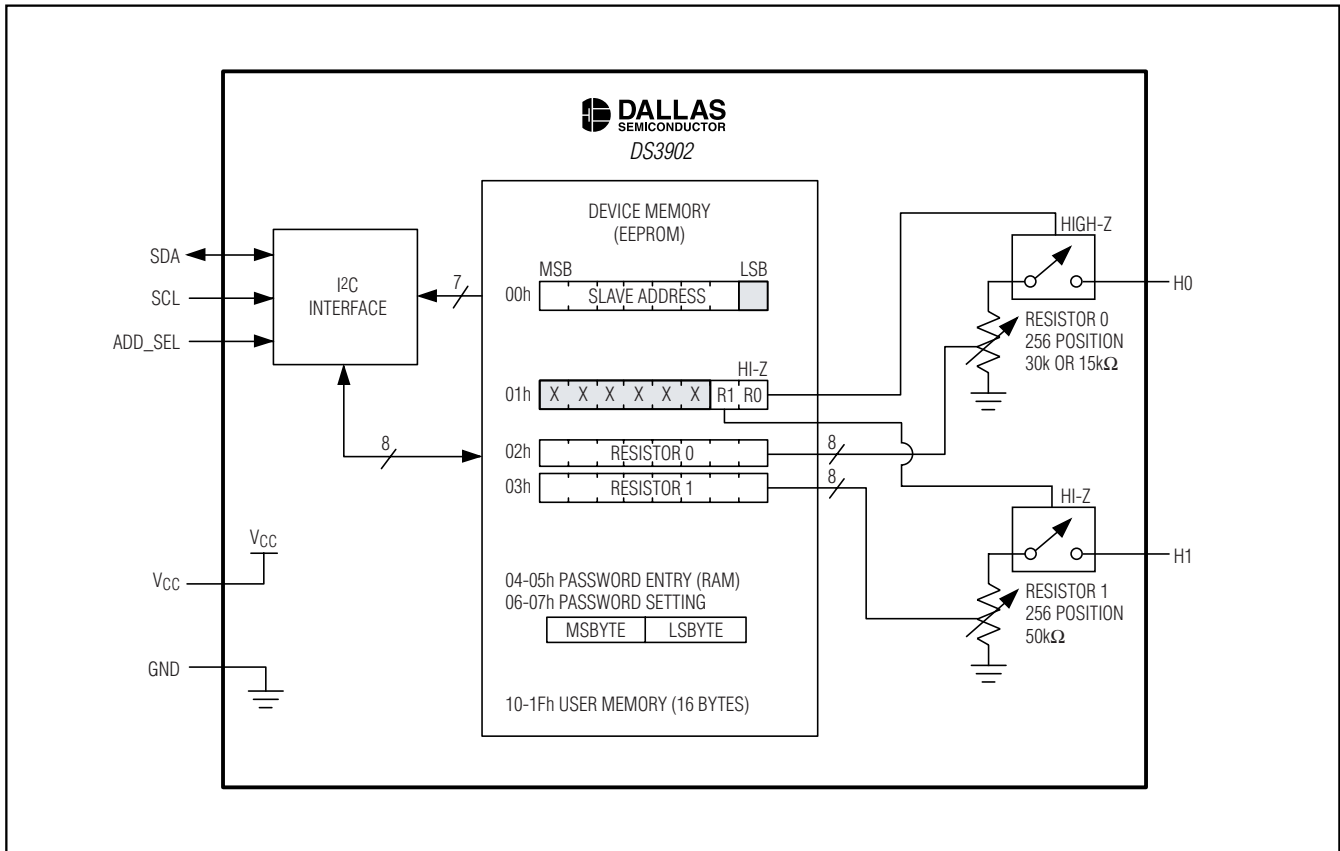 DALLAS
SEMICONDUCTOR
DS3902
DEVICE MEMORY
(EEPROM)
MSB LSB
00h SLAVE ADDRESS
SDA
SCL
ADD_SEL
I²C
INTERFACE
7
HI-Z
01h X X X X X X R1 R0
02h RESISTOR 0 8
03h RESISTOR 1 8
8
04-05h PASSWORD ENTRY (RAM)
06-07h PASSWORD SETTING
MSBYTE LSBYTE
10-1Fh USER MEMORY (16 BYTES)
VCC
VCC
GND
HIGH-Z
H0
RESISTOR 0
256 POSITION
30k OR 15kΩ
HI-Z
H1
RESISTOR 1
256 POSITION
50kΩ